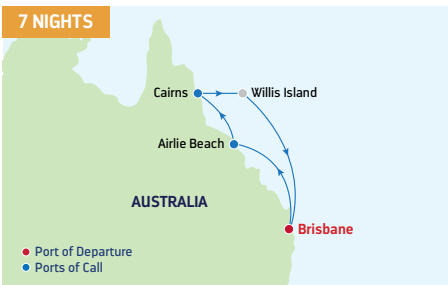 7 NIGHTS
Cairns
Willis Island
Airlie Beach
AUSTRALIA
Brisbane
Port of Departure
Ports of Call